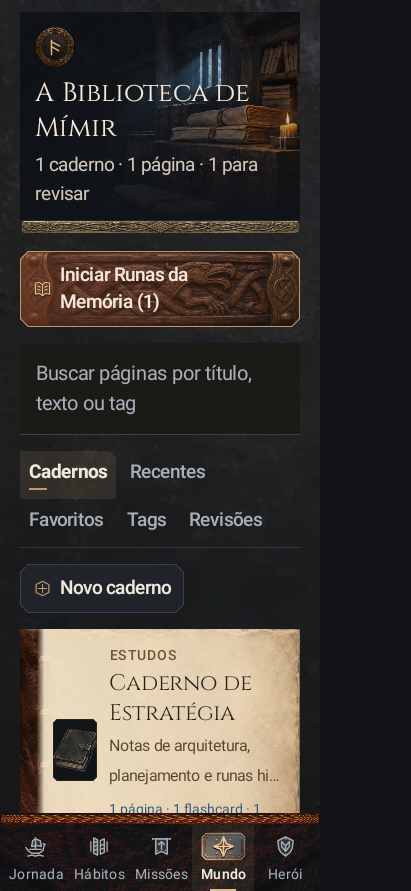 A Biblioteca de
Mímir
1 caderno · 1 página · 1 para
revisar
Iniciar Runas da
Memória (1)
Buscar páginas por título,
texto ou tag
Cadernos Recentes
Favoritos Tags Revisões
Novo caderno
ESTUDOS
Caderno de
Estratégia
Notas de arquitetura,
planejamento e runas hi…
1 página · 1 flashcard · 1
Jornada Hábitos Missões Mundo Herói